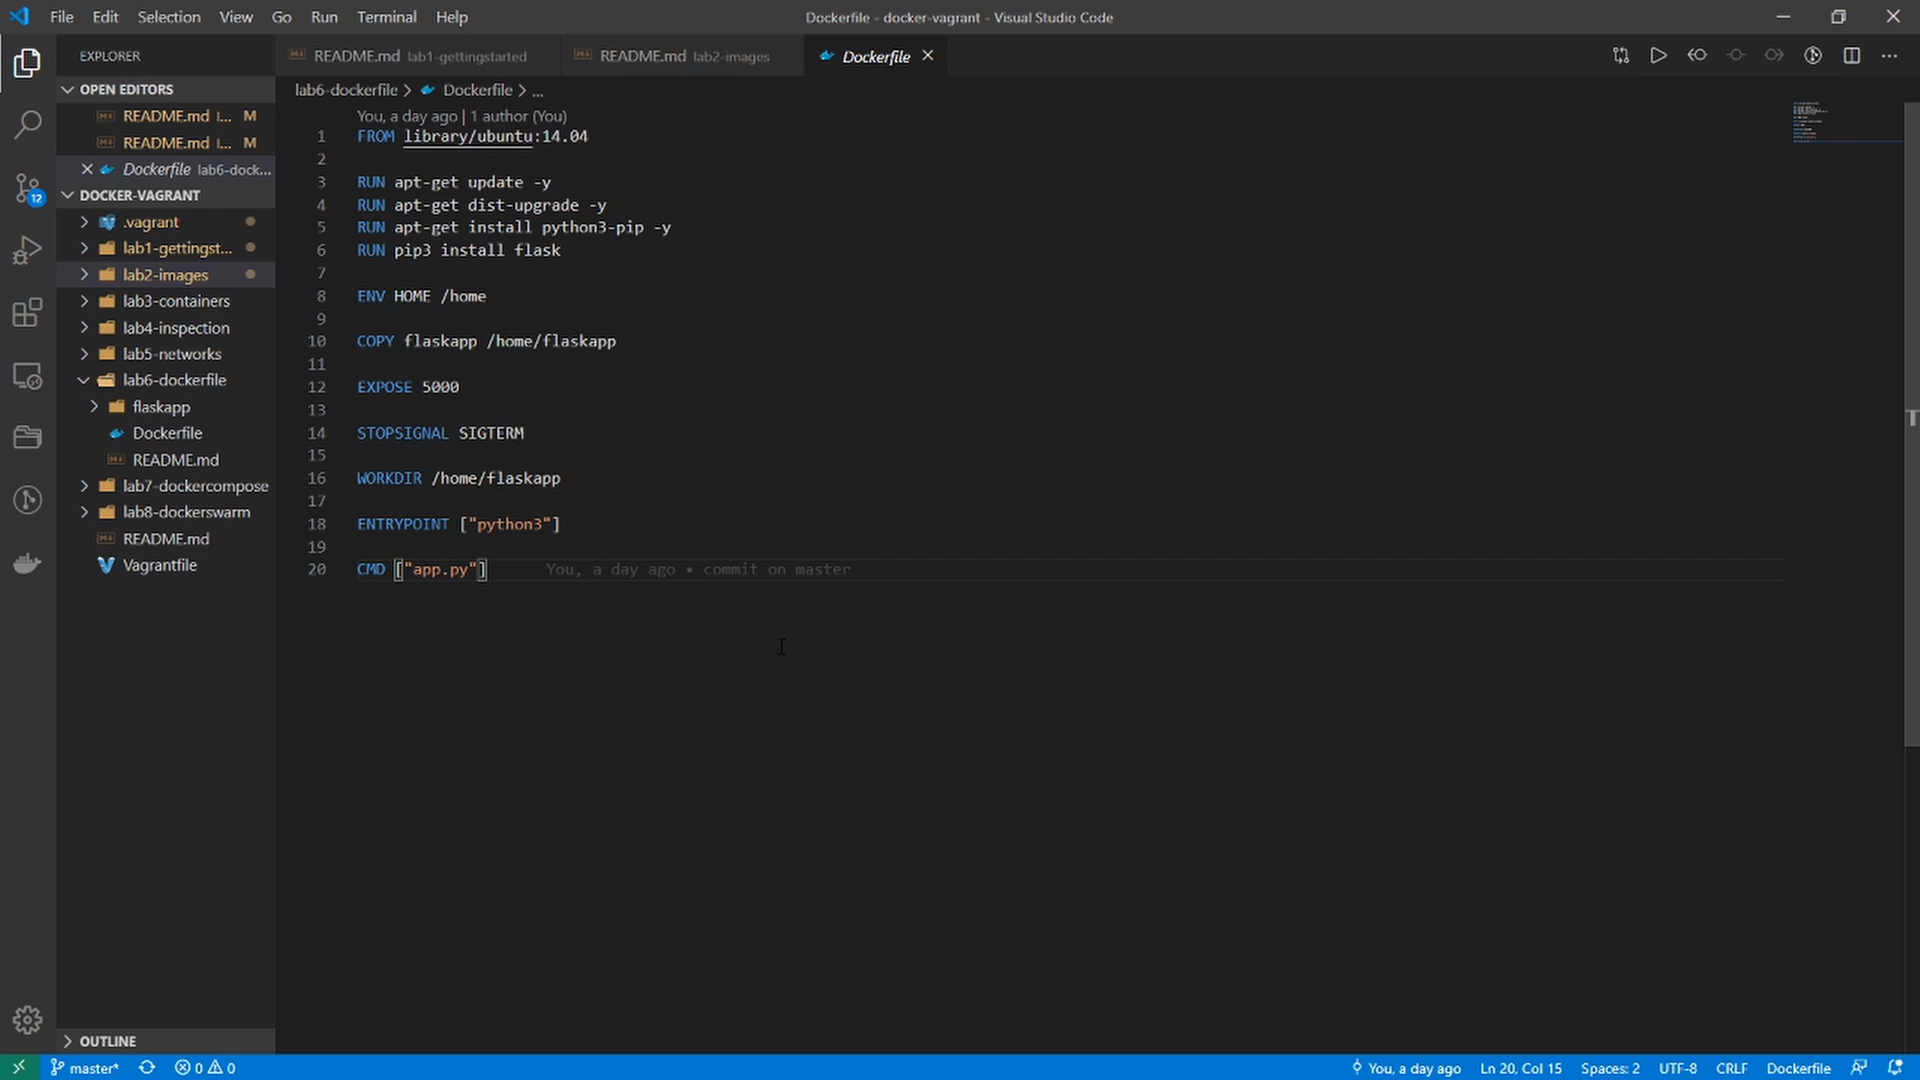 File Edit Selection View Go Run Terminal Help
Dockerfile - docker-vagrant - Visual Studio Code
EXPLORER
README.md lab1-gettingstarted
README.md lab2-images
Dockerfile
OPEN EDITORS
README.md l... M
README.md l... M
Dockerfile lab6-dock...
DOCKER-VAGRANT
.vagrant
lab1-gettingst...
lab2-images
lab3-containers
lab4-inspection
lab5-networks
lab6-dockerfile
flaskapp
Dockerfile
README.md
lab7-dockercompose
lab8-dockerswarm
README.md
Vagrantfile
OUTLINE
12
lab6-dockerfile > Dockerfile > ...
You, a day ago | 1 author (You)
1 FROM library/ubuntu:14.04
2
3 RUN apt-get update -y
4 RUN apt-get dist-upgrade -y
5 RUN apt-get install python3-pip -y
6 RUN pip3 install flask
7
8 ENV HOME /home
9
10 COPY flaskapp /home/flaskapp
11
12 EXPOSE 5000
13
14 STOPSIGNAL SIGTERM
15
16 WORKDIR /home/flaskapp
17
18 ENTRYPOINT ["python3"]
19
20 CMD ["app.py"] You, a day ago • commit on master
master* 0 0
You, a day ago Ln 20, Col 15 Spaces: 2 UTF-8 CRLF Dockerfile